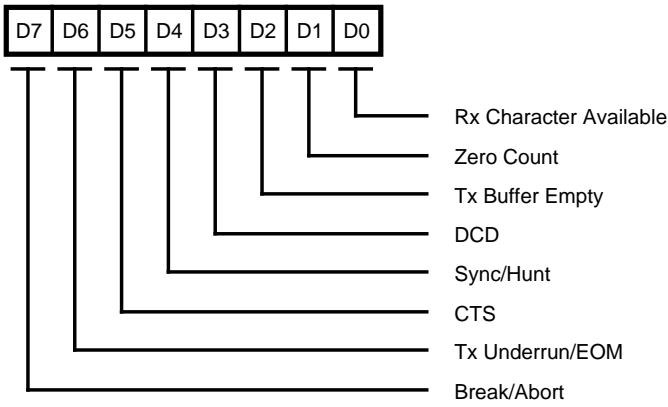 D7 D6 D5 D4 D3 D2 D1 D0
Rx Character Available
Zero Count
Tx Buffer Empty
DCD
Sync/Hunt
CTS
Tx Underrun/EOM
Break/Abort